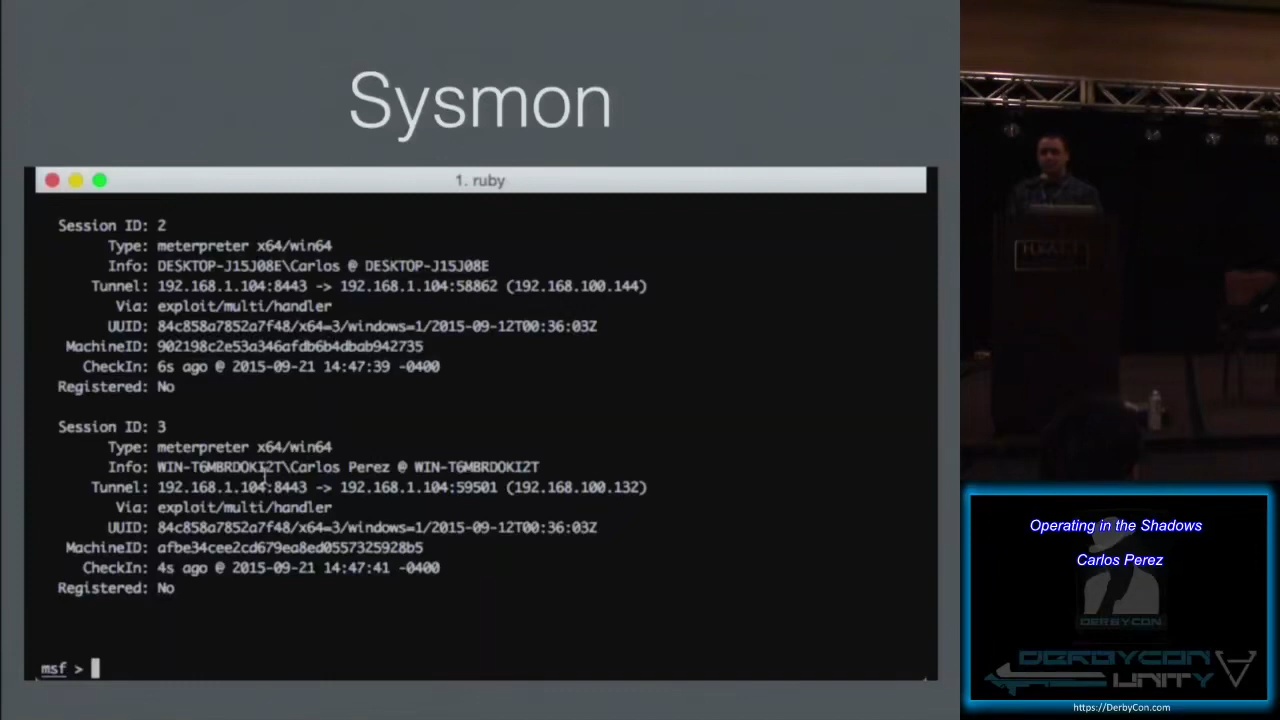 Sysmon
1. ruby
Session ID: 2
Type: meterpreter x64/win64
Info: DESKTOP-J15J08E\Carlos @ DESKTOP-J15J08E
Tunnel: 192.168.1.104:8443 -> 192.168.1.104:58862 (192.168.100.144)
Via: exploit/multi/handler
UUID: 84c858a7852a7f48/x64=3/windows=1/2015-09-12T00:36:03Z
MachineID: 902198c2e53a346afdb6b4dbab942735
CheckIn: 6s ago @ 2015-09-21 14:47:39 -0400
Registered: No
Session ID: 3
Type: meterpreter x64/win64
Info: WIN-T6MBRDOKI2T\Carlos Perez @ WIN-T6MBRDOKI2T
Tunnel: 192.168.1.104:8443 -> 192.168.1.104:59501 (192.168.100.132)
Via: exploit/multi/handler
UUID: 84c858a7852a7f48/x64=3/windows=1/2015-09-12T00:36:03Z
MachineID: afbe34cee2cd679ea8ed0557325928b5
CheckIn: 4s ago @ 2015-09-21 14:47:41 -0400
Registered: No
msf >
HYATT
Operating in the Shadows
Carlos Perez
DERBYCON
DERBYCON
UNITY
https://DerbyCon.com